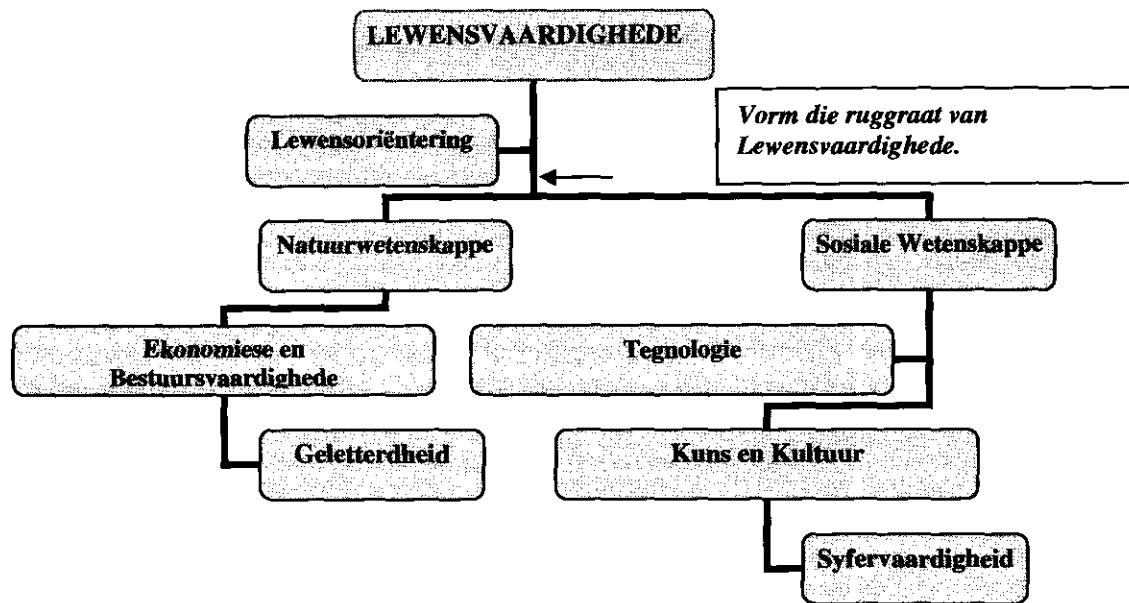 LEWENSVAARDIGHEDE
Vorm die ruggraat van
Lewensvaardighede.
Lewensoriëntering
Natuurwetenskappe
Sosiale Wetenskappe
Ekonomiese en
Bestuursvaardighede
Tegnologie
Geletterdheid
Kuns en Kultuur
Syfervaardigheid